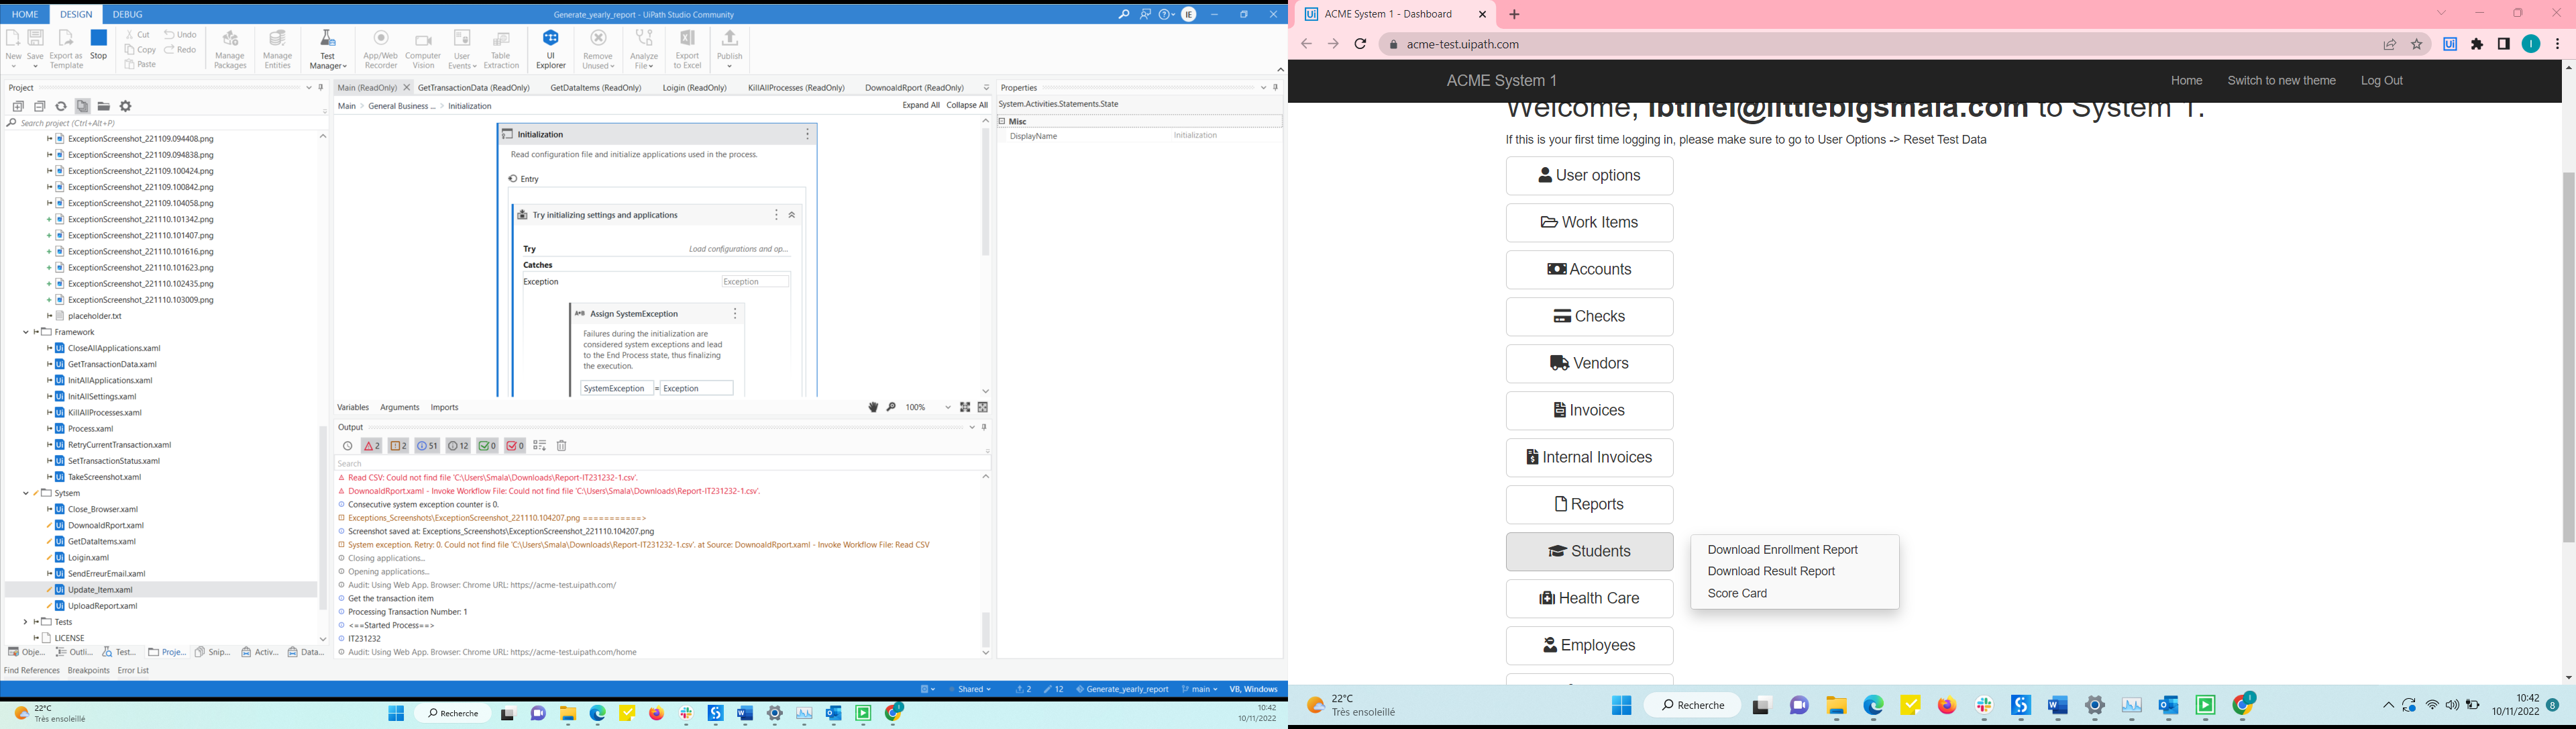 HOME DESIGN DEBUG Generate_yearly_report - UiPath Studio Community IE
New Save Export as Template Stop Cut Copy Paste Undo Redo Manage Packages Manage Entities Test Manager App/Web Recorder Computer Vision User Events Table Extraction UI Explorer Remove Unused Analyze File Export to Excel Publish
Project
Search project (Ctrl+Alt+P)
ExceptionScreenshot_221109.094408.png
ExceptionScreenshot_221109.094838.png
ExceptionScreenshot_221109.100424.png
ExceptionScreenshot_221109.100842.png
ExceptionScreenshot_221109.104058.png
ExceptionScreenshot_221110.101342.png
ExceptionScreenshot_221110.101407.png
ExceptionScreenshot_221110.101616.png
ExceptionScreenshot_221110.101623.png
ExceptionScreenshot_221110.102435.png
ExceptionScreenshot_221110.103009.png
placeholder.txt
Framework
CloseAllApplications.xaml
GetTransactionData.xaml
InitAllApplications.xaml
InitAllSettings.xaml
KillAllProcesses.xaml
Process.xaml
RetryCurrentTransaction.xaml
SetTransactionStatus.xaml
TakeScreenshot.xaml
Sytsem
Close_Browser.xaml
DownoaldRport.xaml
GetDataItems.xaml
Loigin.xaml
SendErreurEmail.xaml
Update_Item.xaml
UploadReport.xaml
Tests
LICENSE
Obje... Outli... Test... Proje... Snip... Activ... Data...
Find References Breakpoints Error List
Main (ReadOnly) GetTransactionData (ReadOnly) GetDataItems (ReadOnly) Loigin (ReadOnly) KillAllProcesses (ReadOnly) DownoaldRport (ReadOnly)
Main > General Business ... > Initialization Expand All Collapse All
Initialization
Read configuration file and initialize applications used in the process.
Entry
Try initializing settings and applications
Try Load configurations and op...
Catches
Exception Exception
A+B Assign SystemException
Failures during the initialization are
considered system exceptions and lead
to the End Process state, thus finalizing
the execution.
SystemException = Exception
Variables Arguments Imports 100%
Output
2 2 51 12 0 0
Search
Read CSV: Could not find file 'C:\Users\Smala\Downloads\Report-IT231232-1.csv'.
DownoaldRport.xaml - Invoke Workflow File: Could not find file 'C:\Users\Smala\Downloads\Report-IT231232-1.csv'.
Consecutive system exception counter is 0.
Exceptions_Screenshots\ExceptionScreenshot_221110.104207.png ===========>
Screenshot saved at: Exceptions_Screenshots\ExceptionScreenshot_221110.104207.png
System exception. Retry: 0. Could not find file 'C:\Users\Smala\Downloads\Report-IT231232-1.csv'. at Source: DownoaldRport.xaml - Invoke Workflow File: Read CSV
Closing applications...
Opening applications...
Audit: Using Web App. Browser: Chrome URL: https://acme-test.uipath.com/
Get the transaction item
Processing Transaction Number: 1
<==Started Process==>
IT231232
Audit: Using Web App. Browser: Chrome URL: https://acme-test.uipath.com/home
Properties
System.Activities.Statements.State
Misc
DisplayName Initialization
Shared 2 12 Generate_yearly_report main VB, Windows
22°C
Très ensoleillé
Recherche
10:42
10/11/2022
ACME System 1 - Dashboard
acme-test.uipath.com
ACME System 1 Home Switch to new theme Log Out
Welcome, ibtihel@littlebigsmala.com to System 1.
If this is your first time logging in, please make sure to go to User Options -> Reset Test Data
User options
Work Items
Accounts
Checks
Vendors
Invoices
Internal Invoices
Reports
Students
Download Enrollment Report
Download Result Report
Score Card
Health Care
Employees
22°C
Très ensoleillé
Recherche
10:42
10/11/2022
8